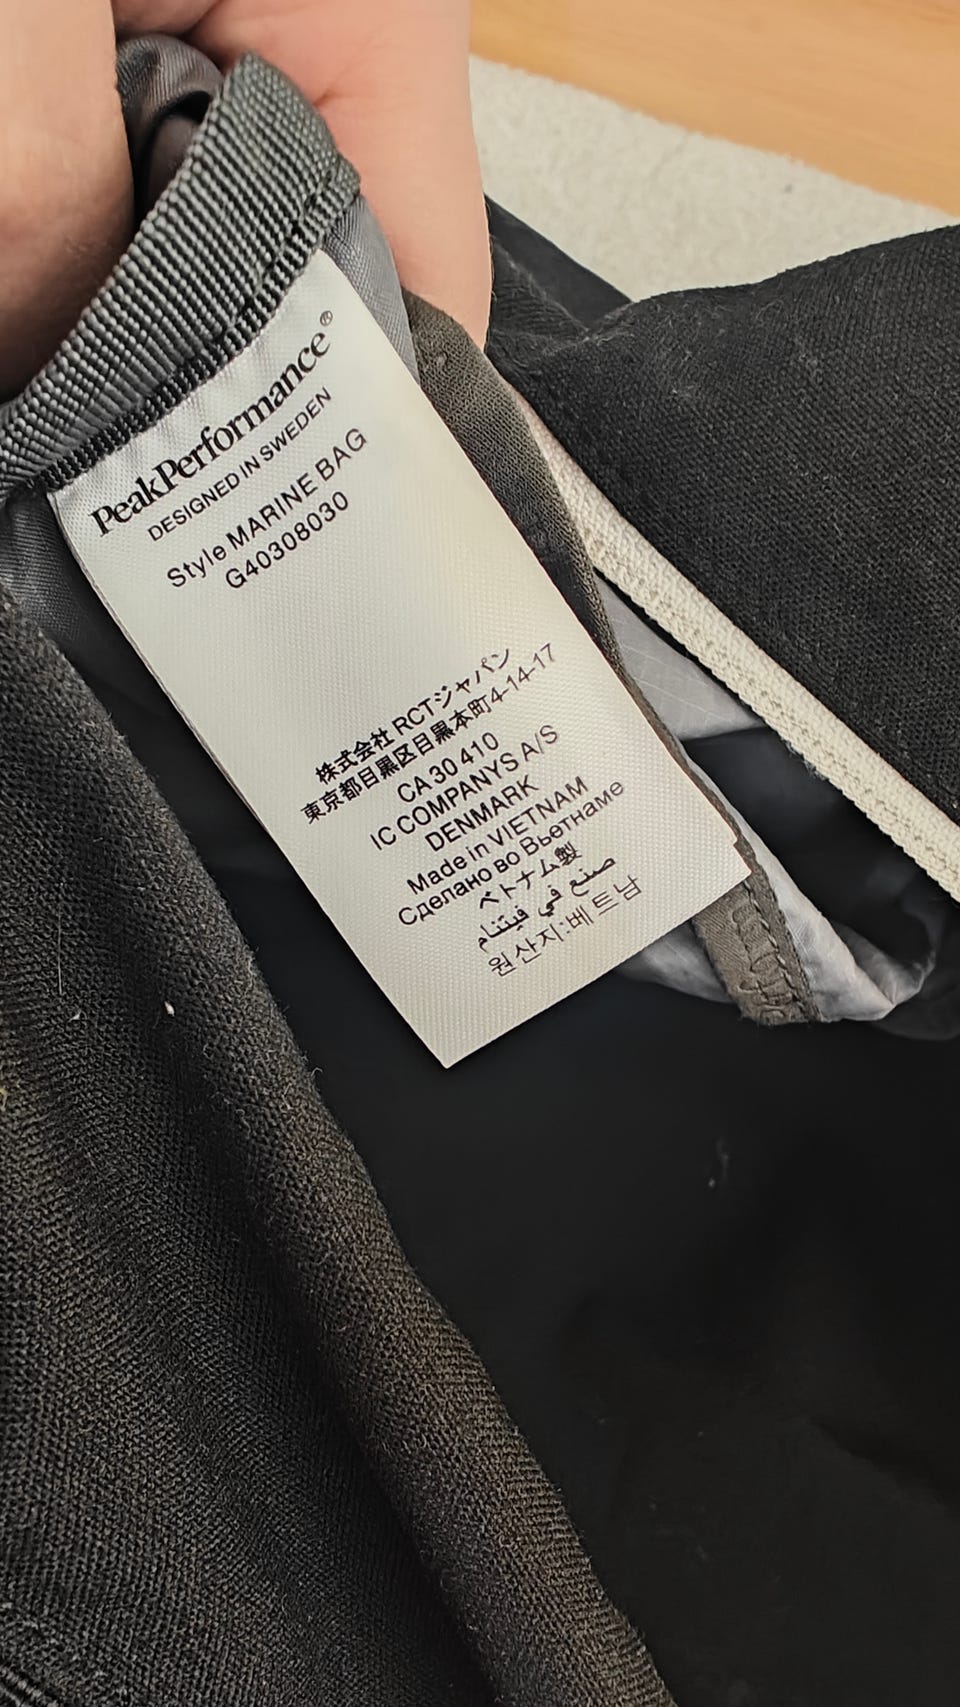 PeakPerformance®
DESIGNED IN SWEDEN
Style MARINE BAG
G40308030
株式会社 RCTジャパン
東京都目黒区目黒本町4-14-17
CA 30 410
IC COMPANYS A/S
DENMARK
Made in VIETNAM
Сделано во Вьетнаме
ベトナム製
صنع في فيتنام
원산지:베트남